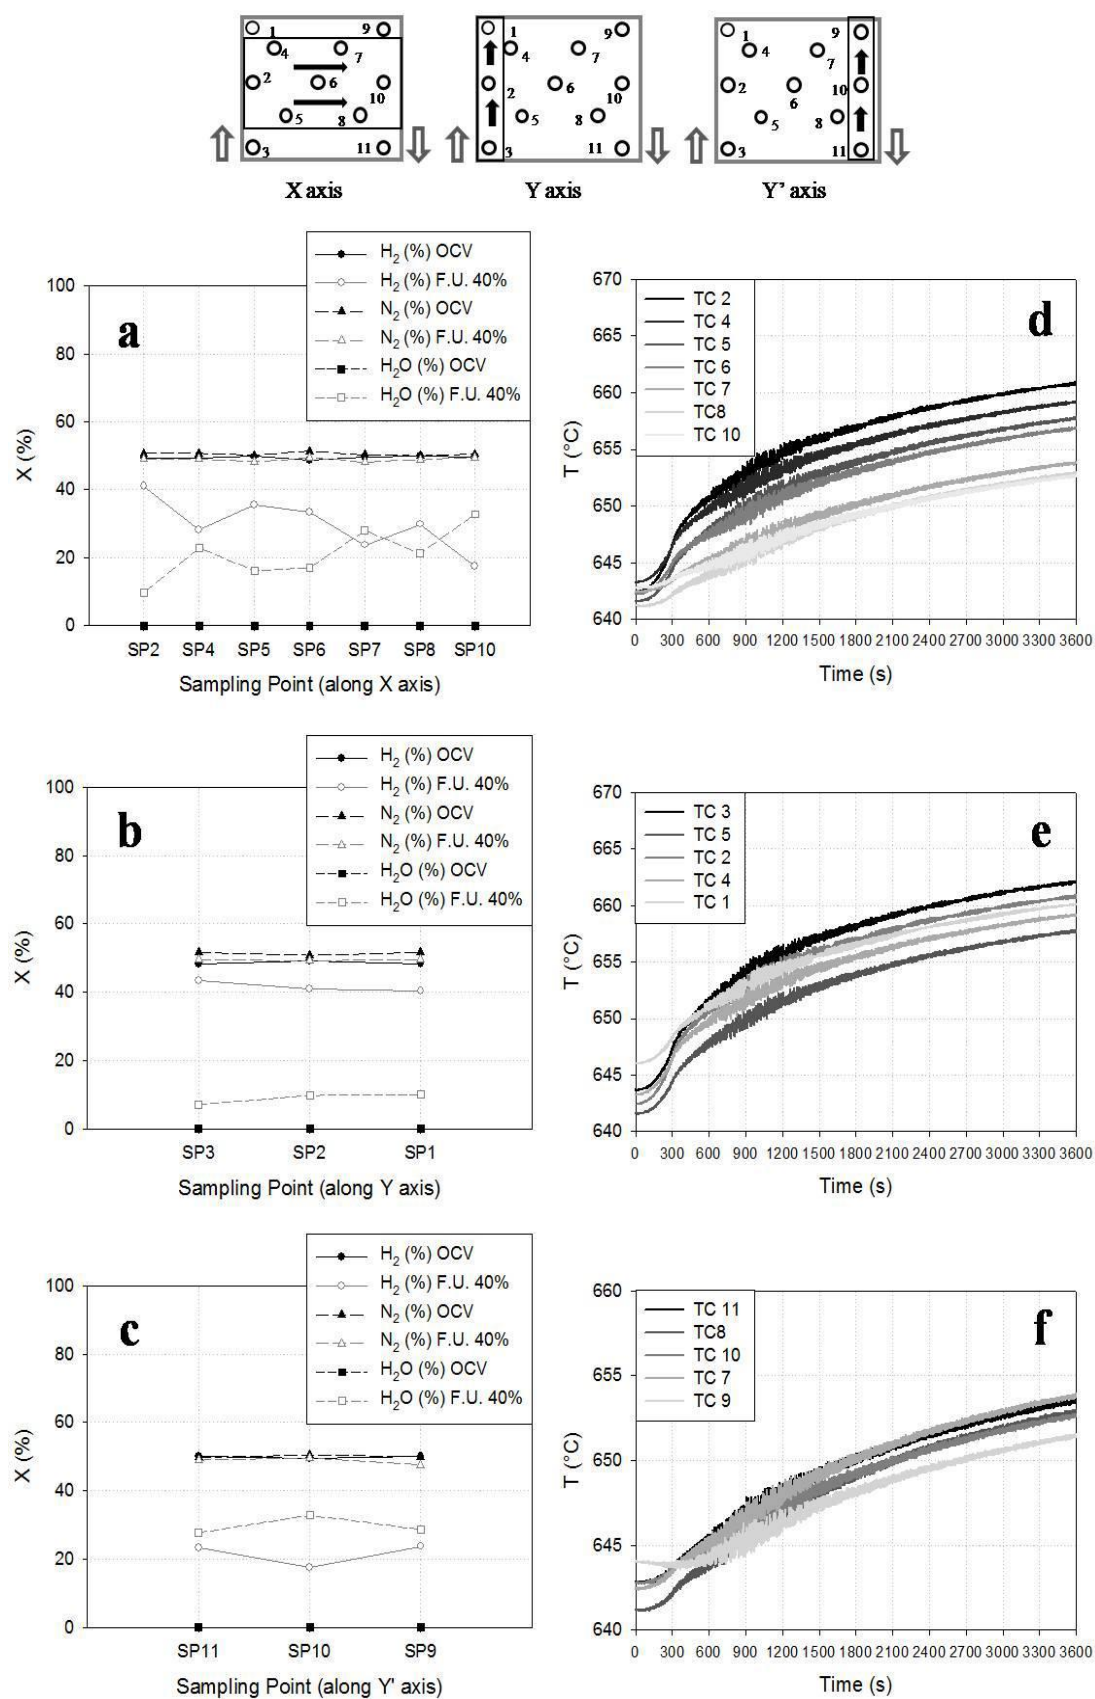 1
9
4
7
2
6
10
5
8
3
11
X axis
1
9
4
7
2
6
10
5
8
3
11
Y axis
1
9
4
7
2
6
10
5
8
3
11
Y' axis
a
H2 (%) OCV
H2 (%) F.U. 40%
N2 (%) OCV
N2 (%) F.U. 40%
H2O (%) OCV
H2O (%) F.U. 40%
100
80
60
40
20
0
X (%)
SP2 SP4 SP5 SP6 SP7 SP8 SP10
Sampling Point (along X axis)
d
TC 2
TC 4
TC 5
TC 6
TC 7
TC8
TC 10
670
665
660
655
650
645
640
T (°C)
0 300 600 900 1200 1500 1800 2100 2400 2700 3000 3300 3600
Time (s)
b
H2 (%) OCV
H2 (%) F.U. 40%
N2 (%) OCV
N2 (%) F.U. 40%
H2O (%) OCV
H2O (%) F.U. 40%
100
80
60
40
20
0
X (%)
SP3 SP2 SP1
Sampling Point (along Y axis)
e
TC 3
TC 5
TC 2
TC 4
TC 1
670
665
660
655
650
645
640
T (°C)
0 300 600 900 1200 1500 1800 2100 2400 2700 3000 3300 3600
Time (s)
c
H2 (%) OCV
H2 (%) F.U. 40%
N2 (%) OCV
N2 (%) F.U. 40%
H2O (%) OCV
H2O (%) F.U. 40%
100
80
60
40
20
0
X (%)
SP11 SP10 SP9
Sampling Point (along Y' axis)
f
TC 11
TC8
TC 10
TC 7
TC 9
660
655
650
645
640
T (°C)
0 300 600 900 1200 1500 1800 2100 2400 2700 3000 3300 3600
Time (s)